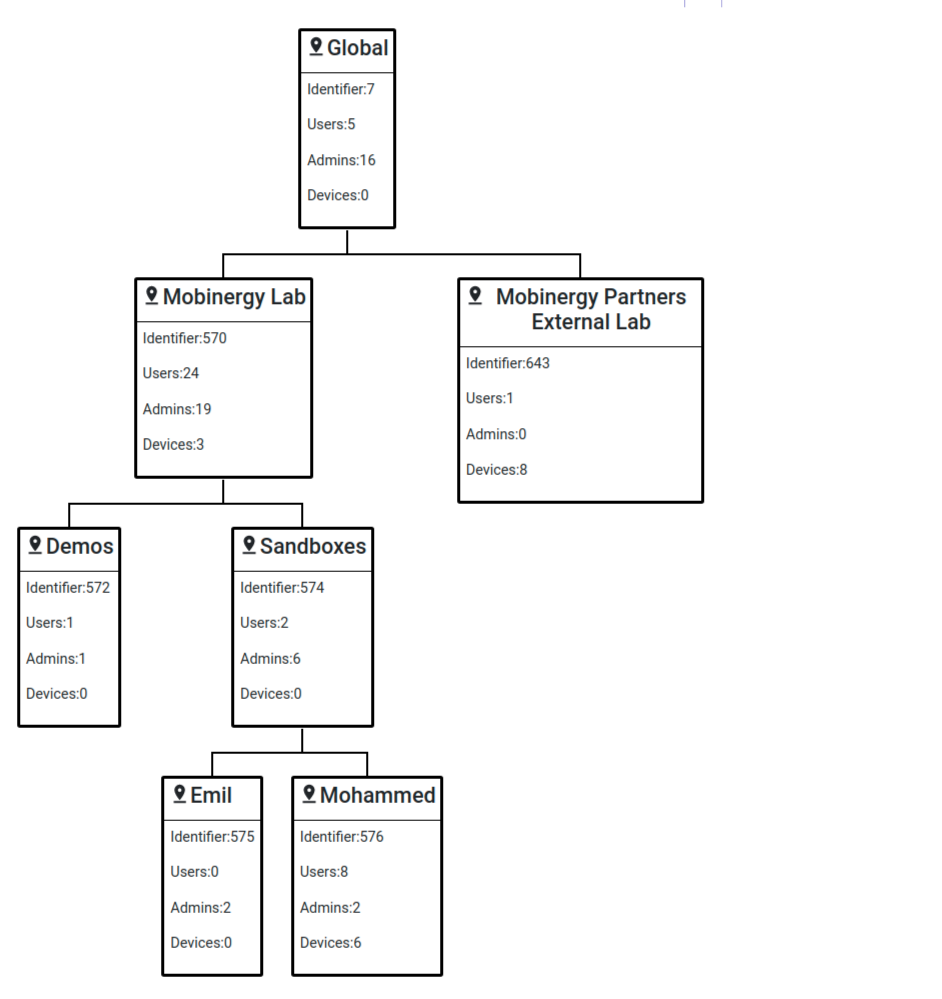 Global
Identifier:7
Users:5
Admins:16
Devices:0
Mobinergy Lab
Identifier:570
Users:24
Admins:19
Devices:3
Mobinergy Partners
External Lab
Identifier:643
Users:1
Admins:0
Devices:8
Demos
Identifier:572
Users:1
Admins:1
Devices:0
Sandboxes
Identifier:574
Users:2
Admins:6
Devices:0
Emil
Identifier:575
Users:0
Admins:2
Devices:0
Mohammed
Identifier:576
Users:8
Admins:2
Devices:6